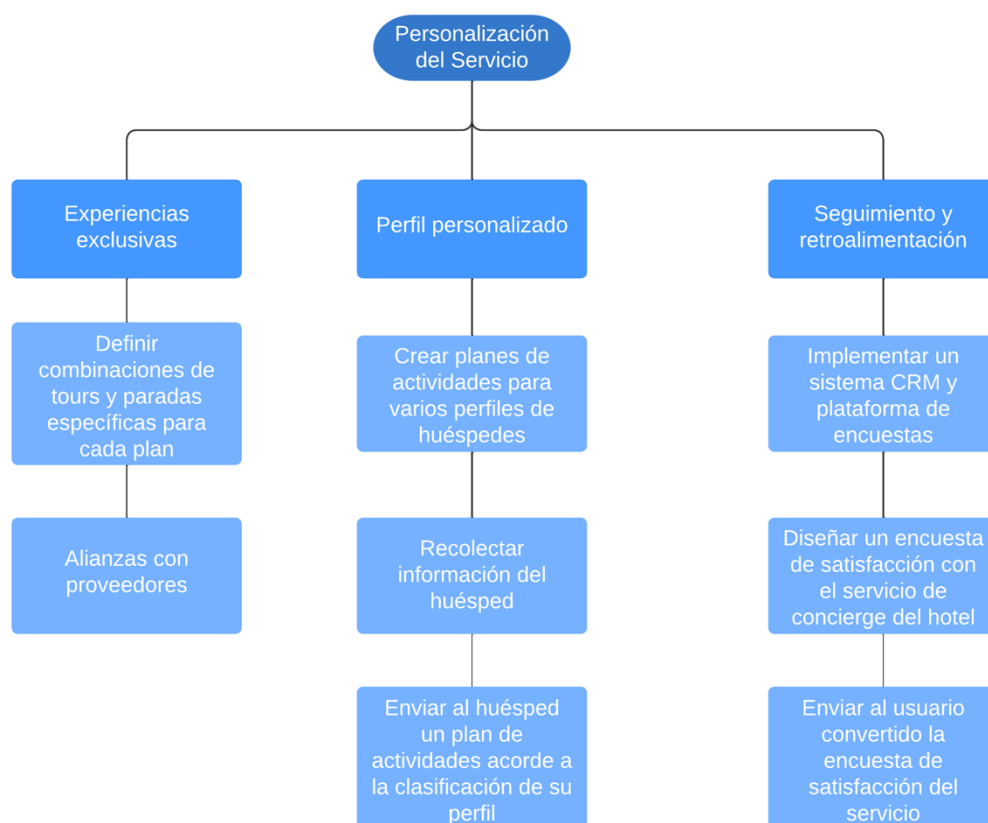 Personalización
del Servicio
Experiencias
exclusivas
Perfil personalizado
Seguimiento y
retroalimentación
Definir
combinaciones de
tours y paradas
específicas para
cada plan
Crear planes de
actividades para
varios perfiles de
huéspedes
Implementar un
sistema CRM y
plataforma de
encuestas
Alianzas con
proveedores
Recolectar
información del
huésped
Diseñar un encuesta
de satisfacción con
el servicio de
concierge del hotel
Enviar al huésped
un plan de
actividades acorde a
la clasificación de su
perfil
Enviar al usuario
convertido la
encuesta de
satisfacción del
servicio